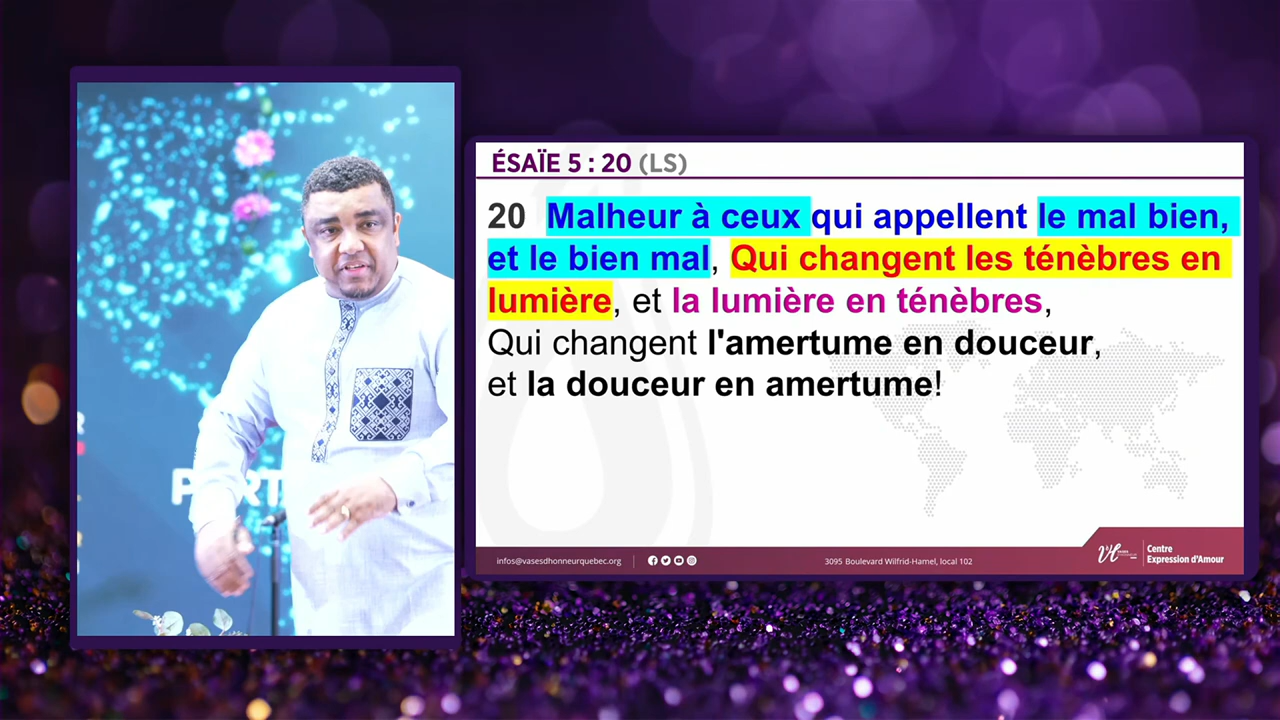 ÉSAÏE 5 : 20 (LS)
20 Malheur à ceux qui appellent le mal bien,
et le bien mal, Qui changent les ténèbres en
lumière, et la lumière en ténèbres,
Qui changent l'amertume en douceur,
et la douceur en amertume!
infos@vasesdhonneurquebec.org
3095 Boulevard Wilfrid-Hamel, local 102
Centre
Expression d'Amour